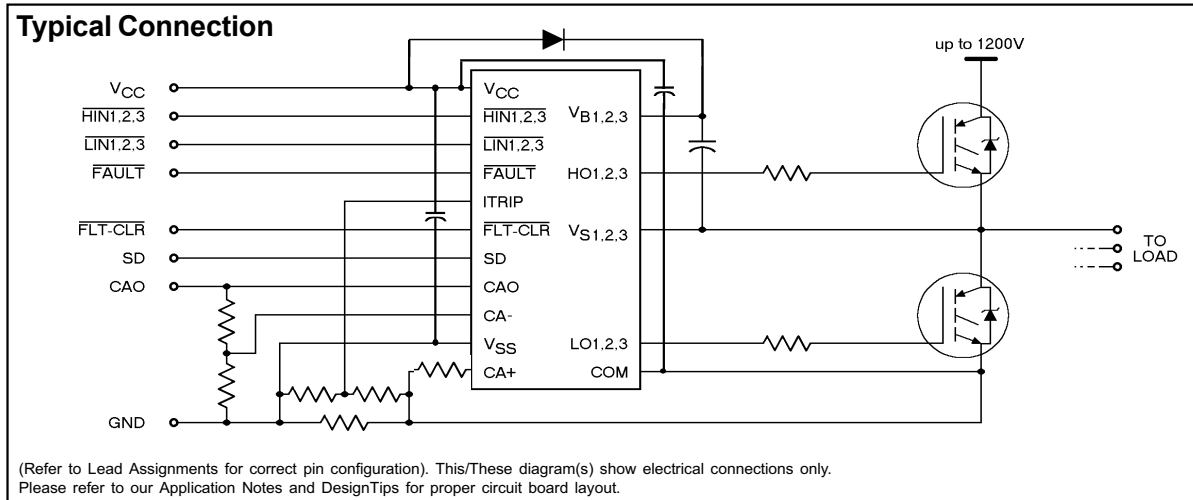 Typical Connection
up to 1200V
VCC
HIN1,2,3
LIN1,2,3
FAULT
FLT-CLR
SD
CAO
GND
VCC
HIN1,2,3
LIN1,2,3
FAULT
ITRIP
FLT-CLR
SD
CAO
CA-
VSS
CA+
VB1,2,3
HO1,2,3
VS1,2,3
LO1,2,3
COM
TO
LOAD
(Refer to Lead Assignments for correct pin configuration). This/These diagram(s) show electrical connections only.
Please refer to our Application Notes and DesignTips for proper circuit board layout.